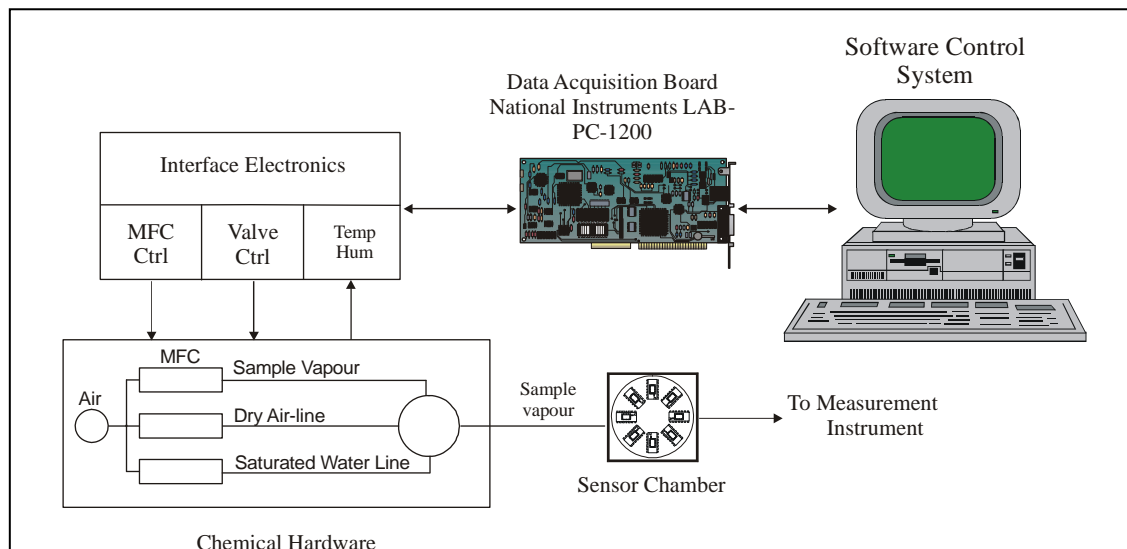 Software Control
System
Data Acquisition Board
National Instruments LAB-
PC-1200
Interface Electronics
MFC
Ctrl
Valve
Ctrl
Temp
Hum
MFC
Sample Vapour
Air
Dry Air-line
Saturated Water Line
Sample
vapour
To Measurement
Instrument
Sensor Chamber
Chemical Hardware